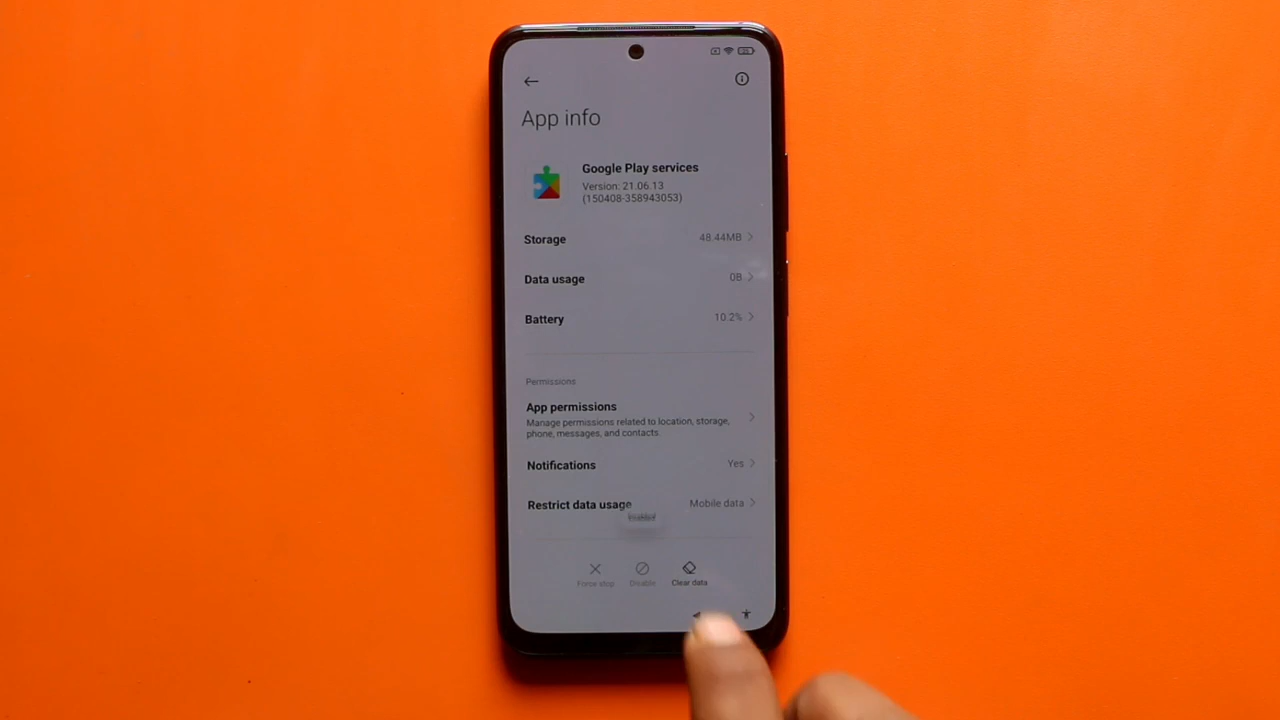 App info
Google Play services
Version: 21.06.13
(150408-358943053)
Storage 48.44MB
Data usage 0B
Battery 10.2%
Permissions
App permissions
Manage permissions related to location, storage,
phone, messages, and contacts.
Notifications Yes
Restrict data usage Mobile data
Force stop Disable Clear data